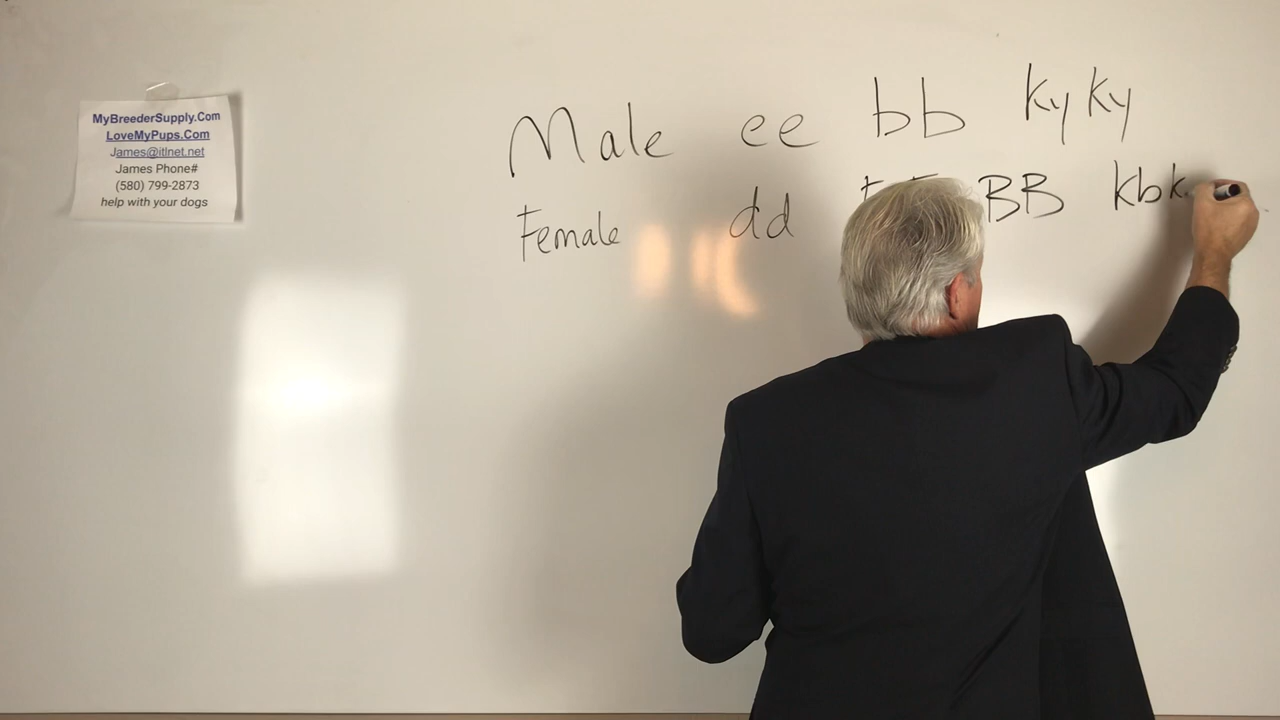 MyBreederSupply.Com
LoveMyPups.Com
James@itlnet.net
James Phone#
(580) 799-2873
help with your dogs
Male ee bb kyky
Female dd BB kbk